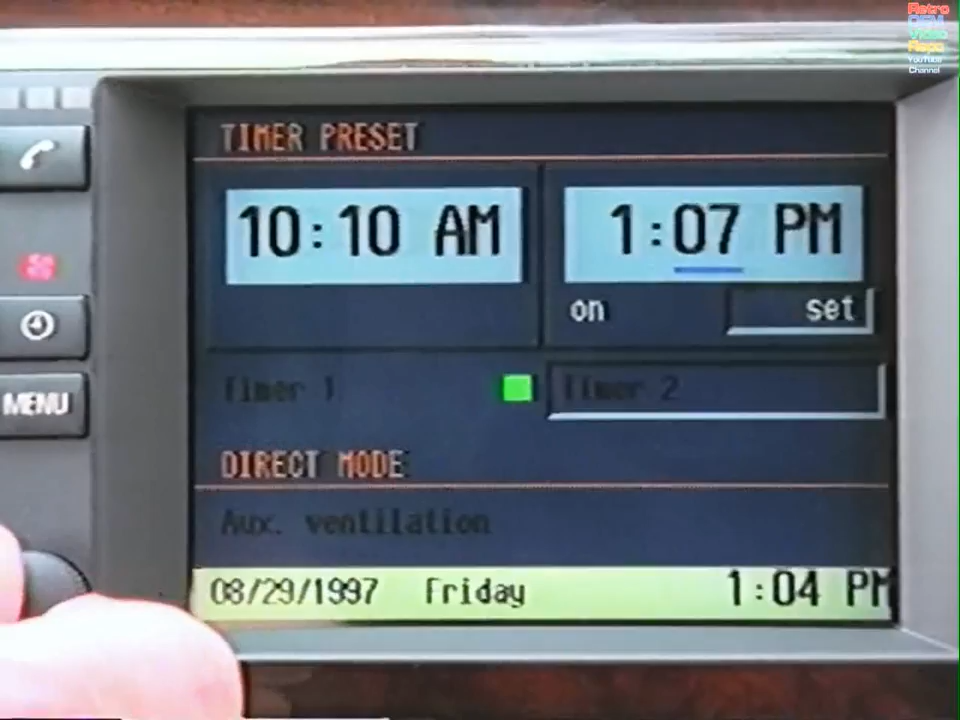 Retro
OEM
Video
Repo
YouTube
Channel
TIMER PRESET
10:10 AM 1:07 PM
on set
Timer 1 Timer 2
MENU
DIRECT MODE
Aux. ventilation
08/29/1997 Friday 1:04 PM